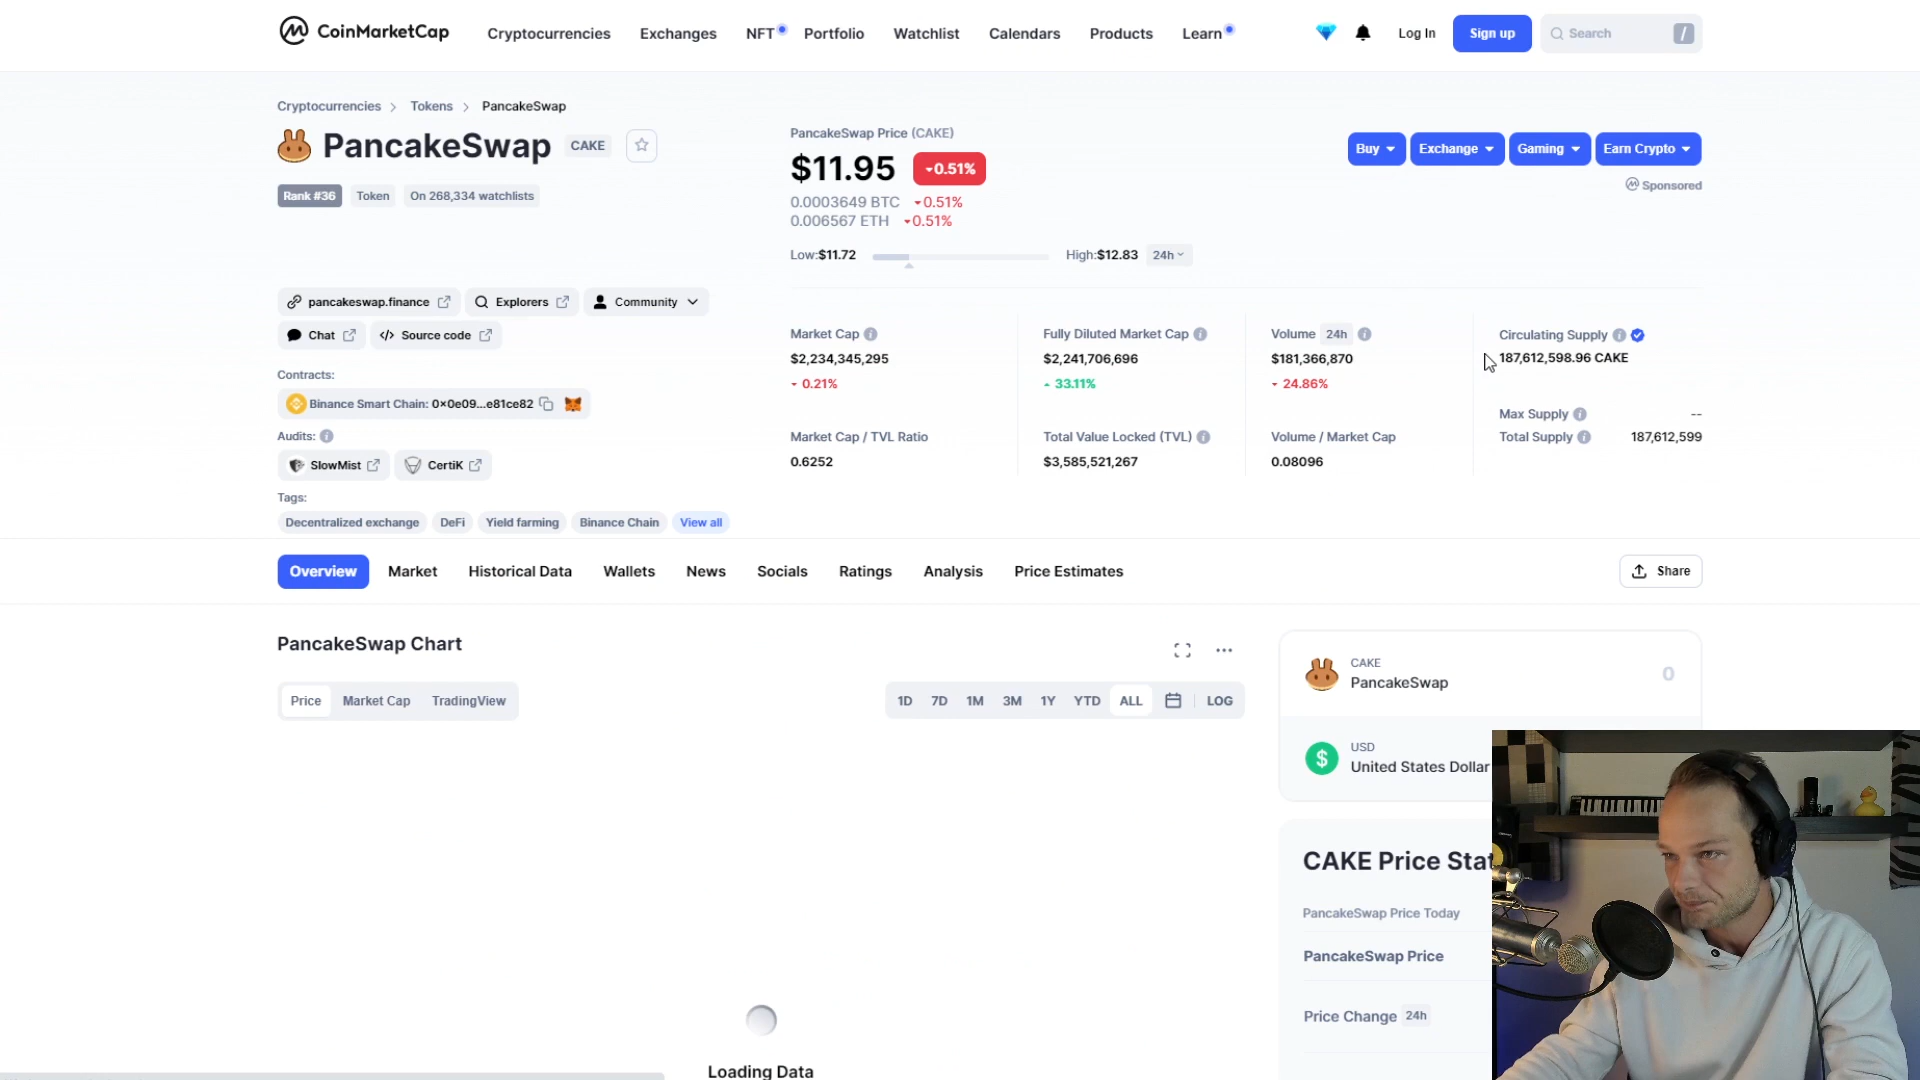 CoinMarketCap
Cryptocurrencies
Exchanges
NFT
Portfolio
Watchlist
Calendars
Products
Learn
Log In
Sign up
Search
/
Cryptocurrencies > Tokens > PancakeSwap
PancakeSwap
CAKE
Rank #36
Token
On 268,334 watchlists
PancakeSwap Price (CAKE)
$11.95
0.51%
0.0003649 BTC
0.51%
0.006567 ETH
0.51%
Low:$11.72
High:$12.83
24h
Buy
Exchange
Gaming
Earn Crypto
Sponsored
pancakeswap.finance
Explorers
Community
Chat
Source code
Contracts:
Binance Smart Chain: 0x0e09...e81ce82
Audits:
SlowMist
CertiK
Tags:
Decentralized exchange
DeFi
Yield farming
Binance Chain
View all
Market Cap
$2,234,345,295
0.21%
Fully Diluted Market Cap
$2,241,706,696
33.11%
Volume 24h
$181,366,870
24.86%
Circulating Supply
187,612,598.96 CAKE
Max Supply
--
Total Supply
187,612,599
Market Cap / TVL Ratio
0.6252
Total Value Locked (TVL)
$3,585,521,267
Volume / Market Cap
0.08096
Overview
Market
Historical Data
Wallets
News
Socials
Ratings
Analysis
Price Estimates
Share
PancakeSwap Chart
Price
Market Cap
TradingView
1D
7D
1M
3M
1Y
YTD
ALL
LOG
Loading Data
CAKE
PancakeSwap
0
USD
United States Dollar
CAKE Price Stat
PancakeSwap Price Today
PancakeSwap Price
Price Change 24h